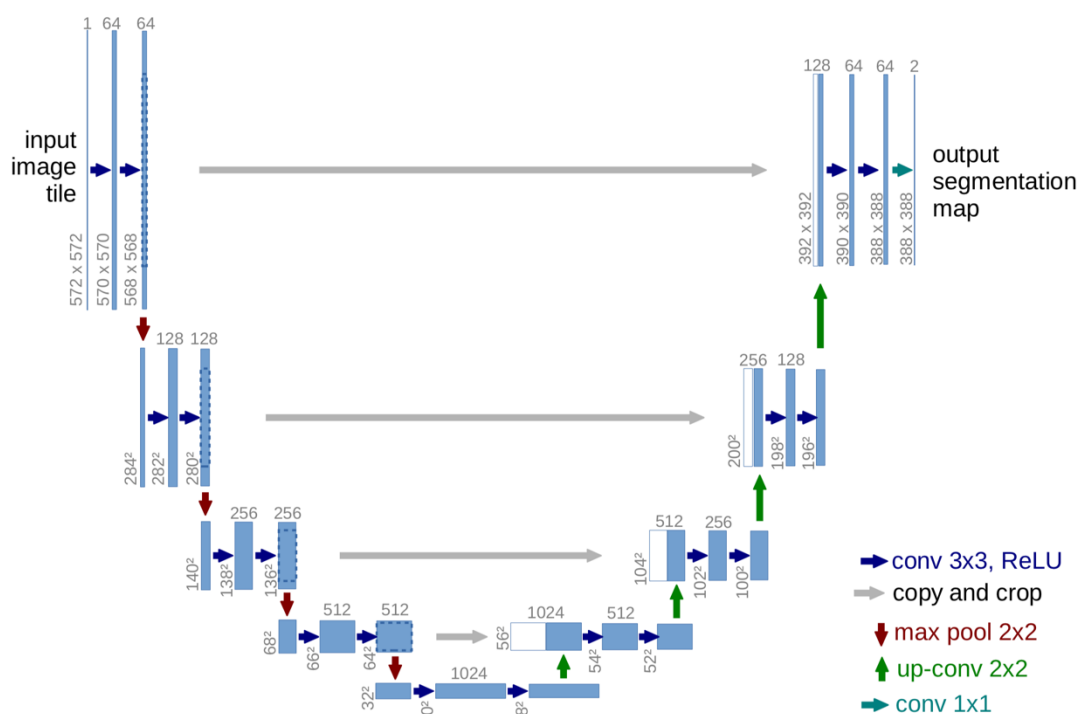 1 64 64
input
image
tile
572 x 572
570 x 570
568 x 568
128 64 64 2
output
segmentation
map
392 x 392
390 x 390
388 x 388
388 x 388
128 128
284²
282²
280²
256 128
200²
198²
196²
256 256
140²
138²
136²
512 256
104²
102²
100²
512 512
68²
66²
64²
1024 512
56²
54²
52²
1024
32²
conv 3x3, ReLU
copy and crop
max pool 2x2
up-conv 2x2
conv 1x1